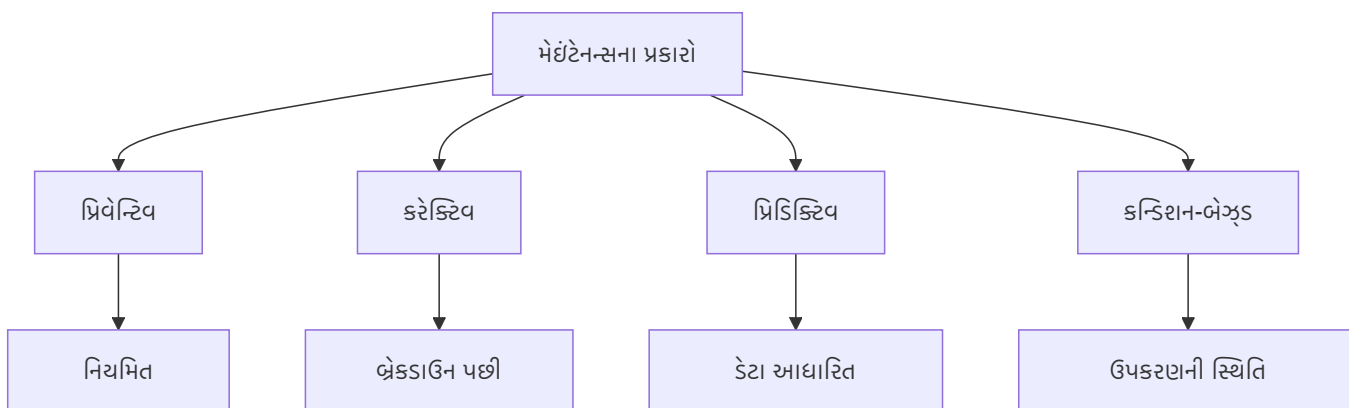 મેઇંટેનન્સના પ્રકારો
પ્રિવેન્ટિવ
કરેક્ટિવ
પ્રિડિક્ટિવ
કન્ડિશન-બેઝ્ડ
નિયમિત
બ્રેકડાઉન પછી
ડેટા આધારિત
ઉપકરણની સ્થિતિ